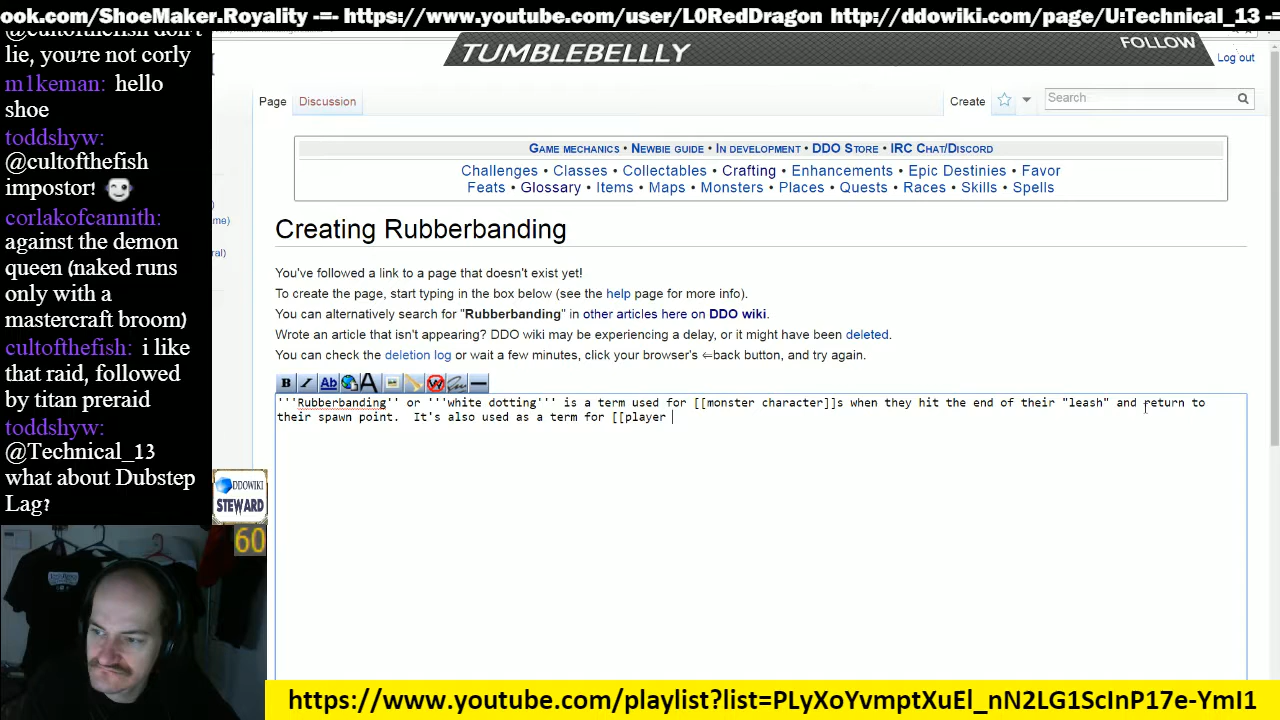 ook.com/ShoeMaker.Royality -=- https://www.youtube.com/user/L0RedDragon http://ddowiki.com/page/U:Technical_13 -=
@cultofthefish don't
lie, you're not corly
m1keman: hello
shoe
toddshyw:
@cultofthefish
impostor!
corlakofcannith:
against the demon
queen (naked runs
only with a
mastercraft broom)
cultofthefish: i like
that raid, followed
by titan preraid
toddshyw:
@Technical_13
what about Dubstep
Lag?
me)
ral)
DDOWIKI
STEWARD
60
TUMBLEBELLLY
FOLLOW
Log out
Page Discussion
Create
Search
Game mechanics • Newbie guide • In development • DDO Store • IRC Chat/Discord
Challenges • Classes • Collectables • Crafting • Enhancements • Epic Destinies • Favor
Feats • Glossary • Items • Maps • Monsters • Places • Quests • Races • Skills • Spells
Creating Rubberbanding
You've followed a link to a page that doesn't exist yet!
To create the page, start typing in the box below (see the help page for more info).
You can alternatively search for "Rubberbanding" in other articles here on DDO wiki.
Wrote an article that isn't appearing? DDO wiki may be experiencing a delay, or it might have been deleted.
You can check the deletion log or wait a few minutes, click your browser's ⇐back button, and try again.
B I Ab A W
'''Rubberbanding'' or '''white dotting''' is a term used for [[monster character]]s when they hit the end of their "leash" and return to
their spawn point.  It's also used as a term for [[player
https://www.youtube.com/playlist?list=PLyXoYvmptXuEl_nN2LG1ScInP17e-YmI1